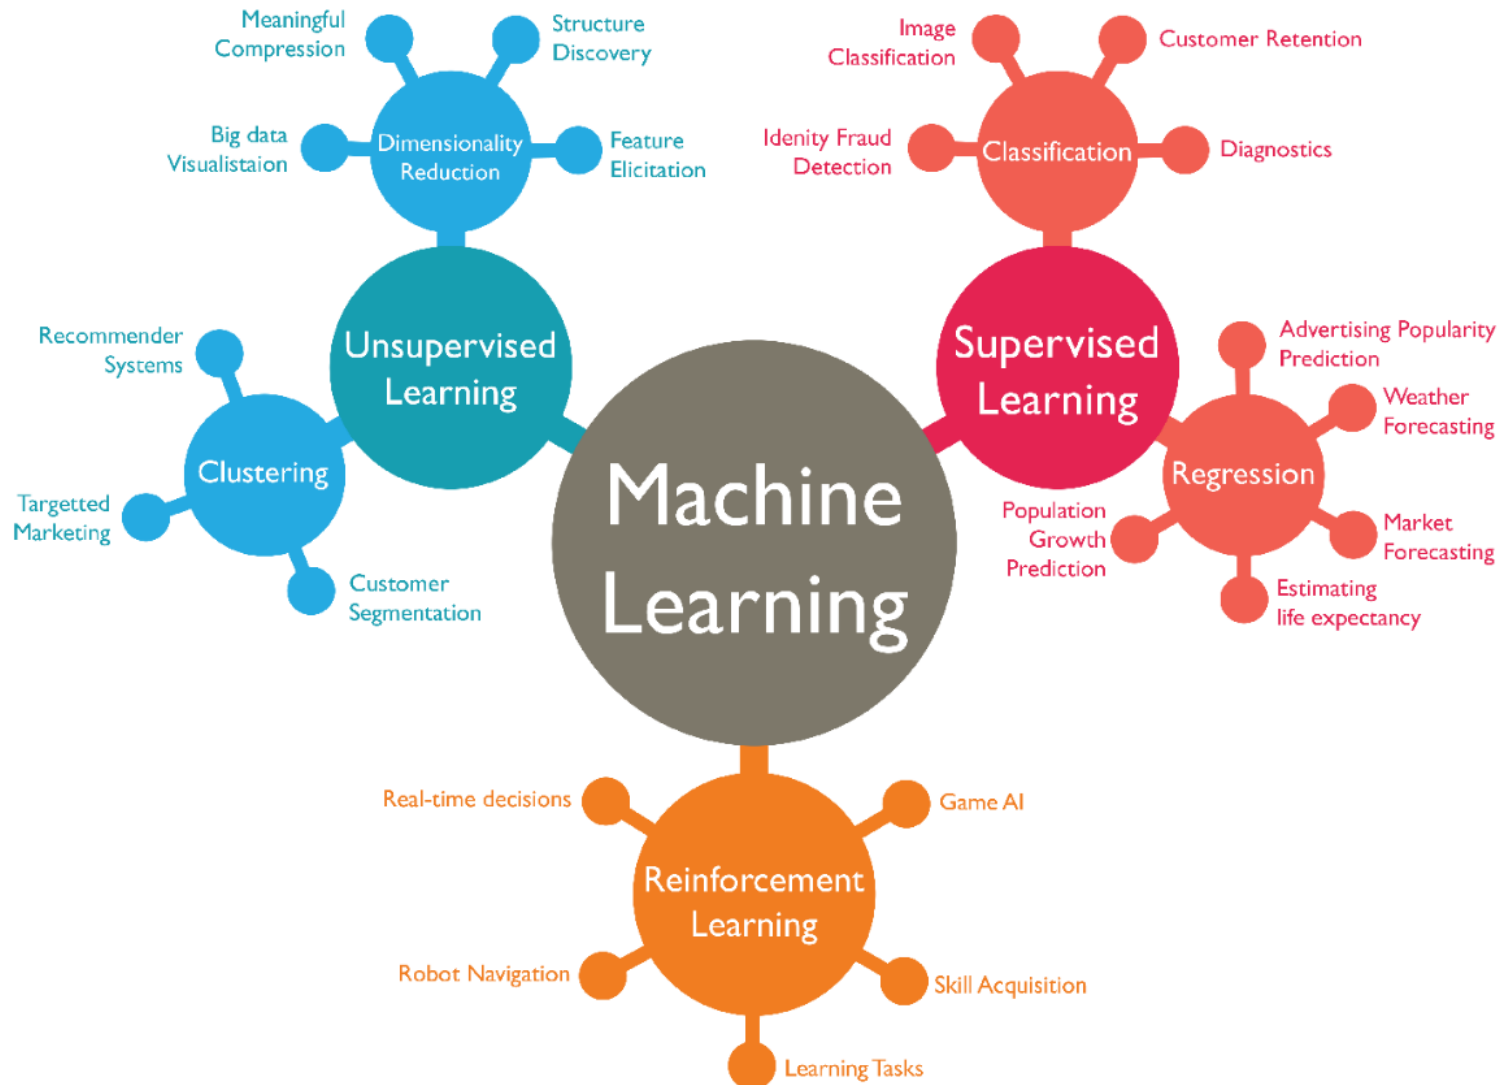 Meaningful
Compression
Structure
Discovery
Big data
Visualistaion
Dimensionality
Reduction
Feature
Elicitation
Image
Classification
Customer Retention
Idenity Fraud
Detection
Classification
Diagnostics
Unsupervised
Learning
Recommender
Systems
Clustering
Targetted
Marketing
Customer
Segmentation
Machine
Learning
Supervised
Learning
Advertising Popularity
Prediction
Weather
Forecasting
Regression
Population
Growth
Prediction
Market
Forecasting
Estimating
life expectancy
Real-time decisions
Game AI
Reinforcement
Learning
Robot Navigation
Skill Acquisition
Learning Tasks